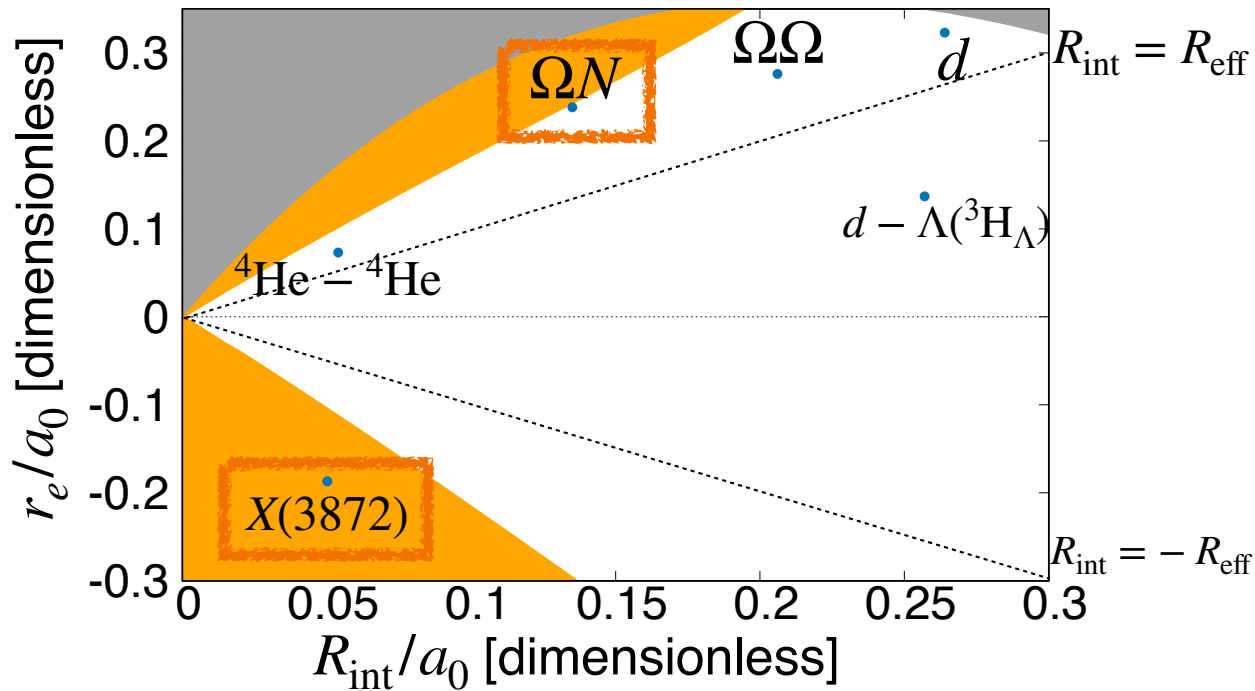 r_e/a_0 [dimensionless]
0.3
0.2
0.1
0
-0.1
-0.2
-0.3
ΩN
ΩΩ
d
R_int = R_eff
d − Λ(³H_Λ)
⁴He − ⁴He
X(3872)
R_int = − R_eff
0 0.05 0.1 0.15 0.2 0.25 0.3
R_int/a_0 [dimensionless]